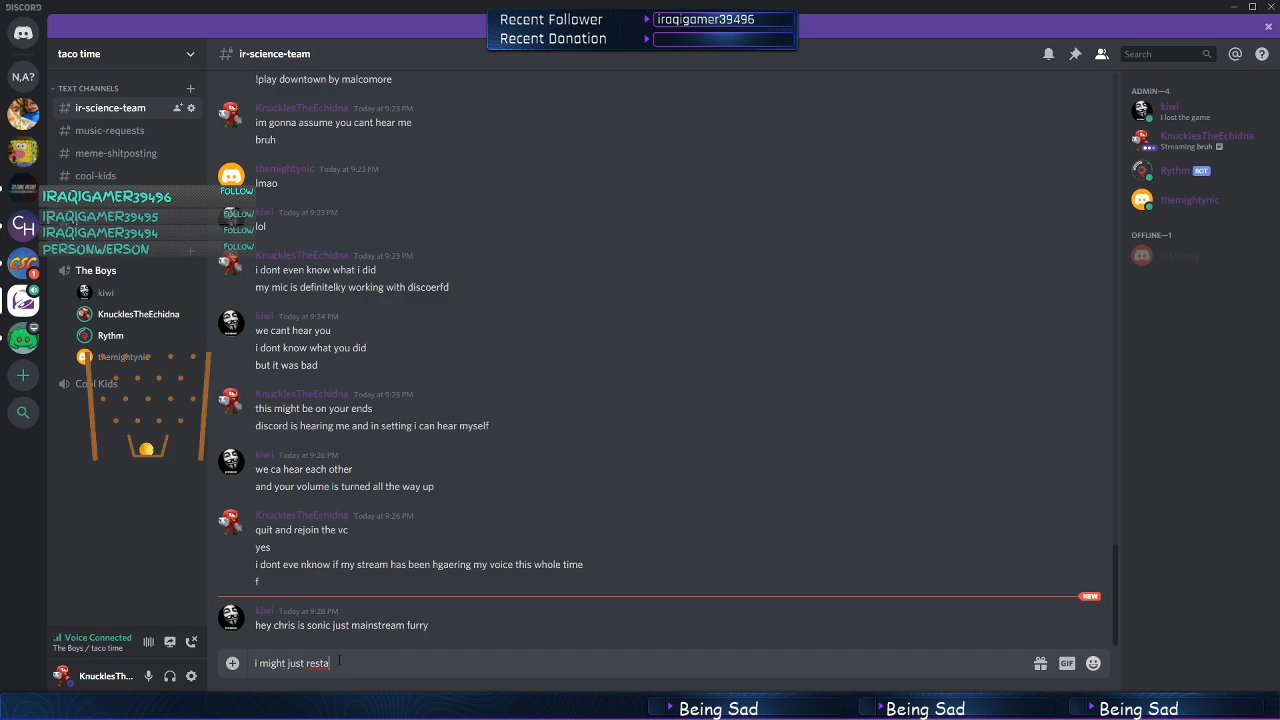 DISCORD
Recent Follower
iraqigamer39496
Recent Donation
N,A?
taco time
ir-science-team
Search
TEXT CHANNELS
ir-science-team
music-requests
meme-shitposting
cool-kids
IRAQIGAMER39496 FOLLOW
IRAQIGAMER39495 FOLLOW
IRAQIGAMER39494 FOLLOW
PERSONWERSON FOLLOW
CH
CSC
1
The Boys
kiwi
KnucklesTheEchidna
Rythm
themightynic
Cool Kids
Voice Connected
The Boys / taco time
KnucklesTh...
!play downtown by malcomore
KnucklesTheEchidna Today at 9:23 PM
im gonna assume you cant hear me
bruh
themightynic Today at 9:23 PM
lmao
kiwi Today at 9:23 PM
lol
KnucklesTheEchidna Today at 9:23 PM
i dont even know what i did
my mic is definitelky working with discoerfd
kiwi Today at 9:24 PM
we cant hear you
i dont know what you did
but it was bad
KnucklesTheEchidna Today at 9:25 PM
this might be on your ends
discord is hearing me and in setting i can hear myself
kiwi Today at 9:26 PM
we ca hear each other
and your volume is turned all the way up
KnucklesTheEchidna Today at 9:26 PM
quit and rejoin the vc
yes
i dont eve nknow if my stream has been hgaering my voice this whole time
f
NEW
kiwi Today at 9:28 PM
hey chris is sonic just mainstream furry
i might just resta
GIF
ADMIN—4
kiwi
I lost the game
KnucklesTheEchidna
Streaming bruh
Rythm BOT
themightynic
OFFLINE—1
Being Sad
Being Sad
Being Sad